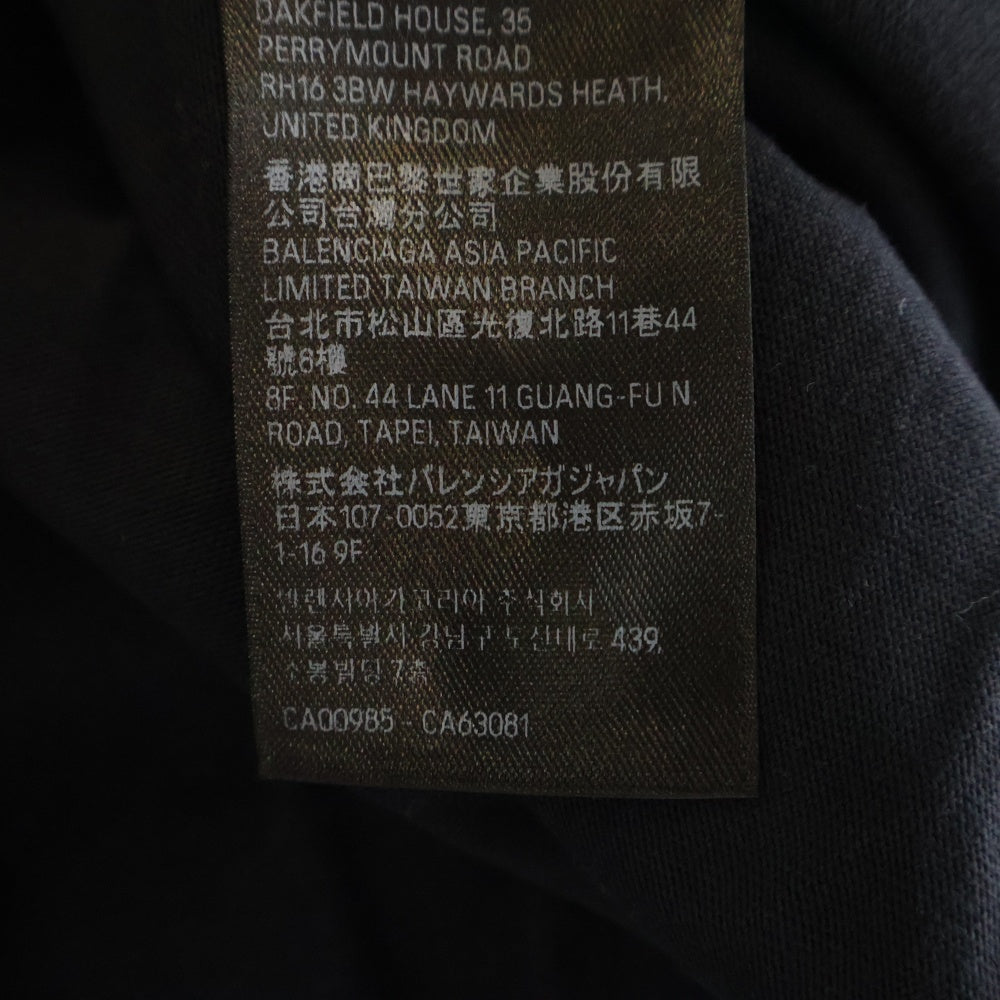 OAKFIELD HOUSE, 35
PERRYMOUNT ROAD
RH16 3BW HAYWARDS HEATH,
UNITED KINGDOM
香港商巴黎世家企業股份有限
公司台灣分公司
BALENCIAGA ASIA PACIFIC
LIMITED TAIWAN BRANCH
台北市松山區光復北路11巷44
號8樓
8F. NO. 44 LANE 11 GUANG-FU N
ROAD, TAPEI, TAIWAN
株式会社バレンシアガジャパン
日本107-0052東京都港区赤坂7-
1-16 9F
발렌시아가코리아 주식회사
서울특별시 강남구 도산대로 439,
소봉빌딩 7층
CA00985 - CA63081